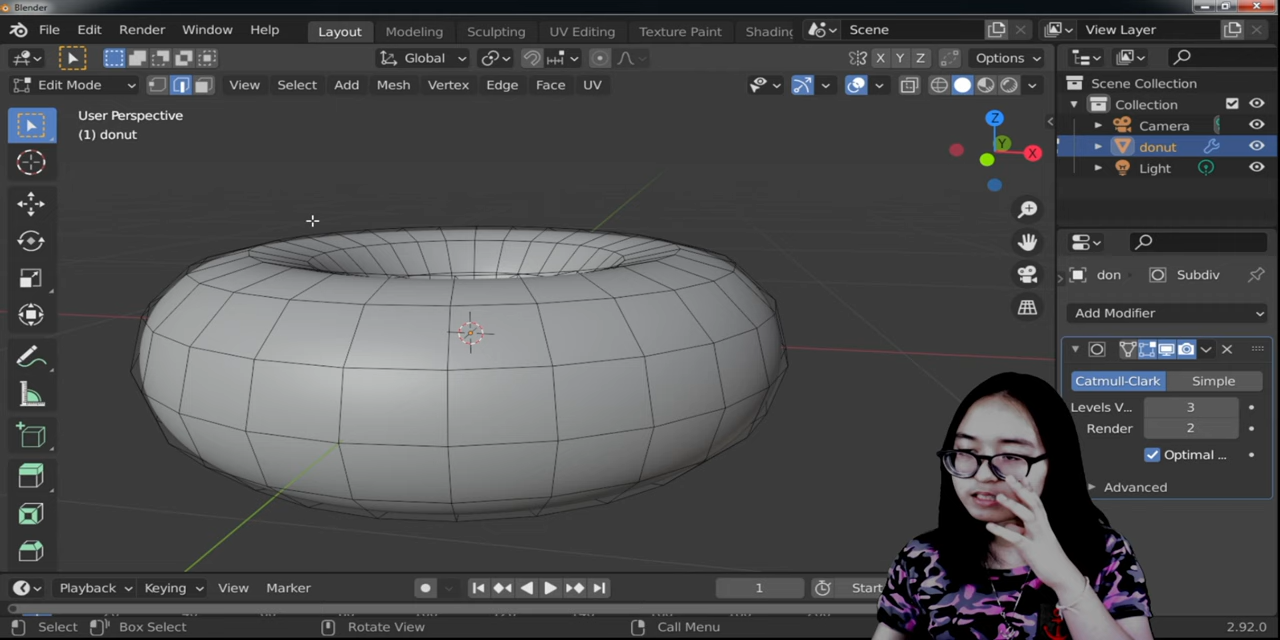 Blender
File Edit Render Window Help Layout Modeling Sculpting UV Editing Texture Paint Shading Scene View Layer
Global X Y Z Options
Edit Mode View Select Add Mesh Vertex Edge Face UV
Scene Collection
Collection
Camera
donut
Light
User Perspective
(1) donut
Z
Y
X
don Subdiv
Add Modifier
Catmull-Clark Simple
Levels V... 3
Render 2
Optimal ...
Advanced
Playback Keying View Marker 1 Start
Select Box Select Rotate View Call Menu 2.92.0